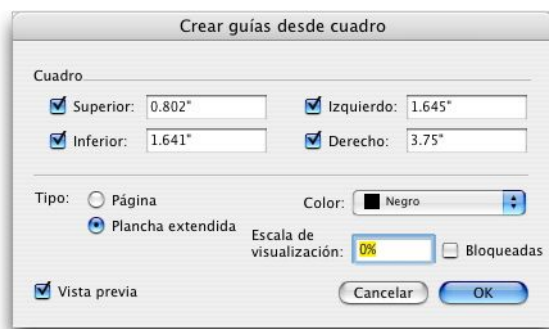 Crear guías desde cuadro
Cuadro
Superior: 0.802" Izquierdo: 1.645"
Inferior: 1.641" Derecho: 3.75"
Tipo: Página Color: Negro
Plancha extendida
Escala de
visualización: 0% Bloqueadas
Vista previa Cancelar OK